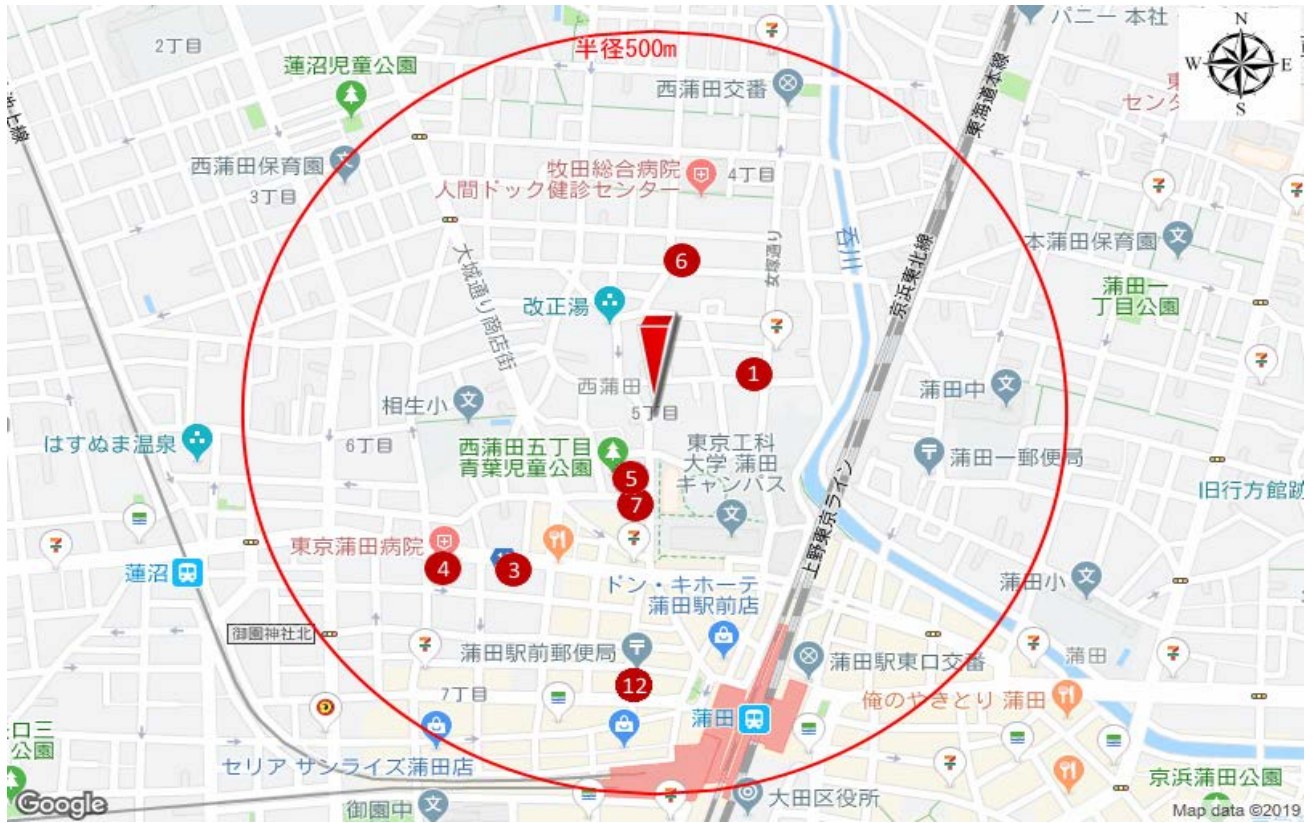 パニー 本社
N
W
E
S
半径500m
2丁目
蓮沼児童公園
西蒲田交番
東海道本線
センタ
池上線
西蒲田保育園
3丁目
牧田総合病院
人間ドック健診センター
4丁目
呑川
本蒲田保育園
女塚通り
京浜東北線
6
大城通り商店街
改正湯
蒲田一
丁目公園
1
西蒲田
5丁目
相生小
蒲田中
6丁目
はすぬま温泉
西蒲田五丁目
青葉児童公園
東京工科
大学 蒲田
キャンパス
蒲田一郵便局
5
7
旧行方館跡
上野東京ライン
東京蒲田病院
4
3
蓮沼
ドン・キホーテ
蒲田駅前店
蒲田小
御園神社北
蒲田駅前郵便局
蒲田駅東口交番
蒲田
12
7丁目
俺のやきとり 蒲田
蒲田
口三
公園
セリア サンライズ蒲田店
京浜蒲田公園
Google
御園中
大田区役所
Map data ©2019